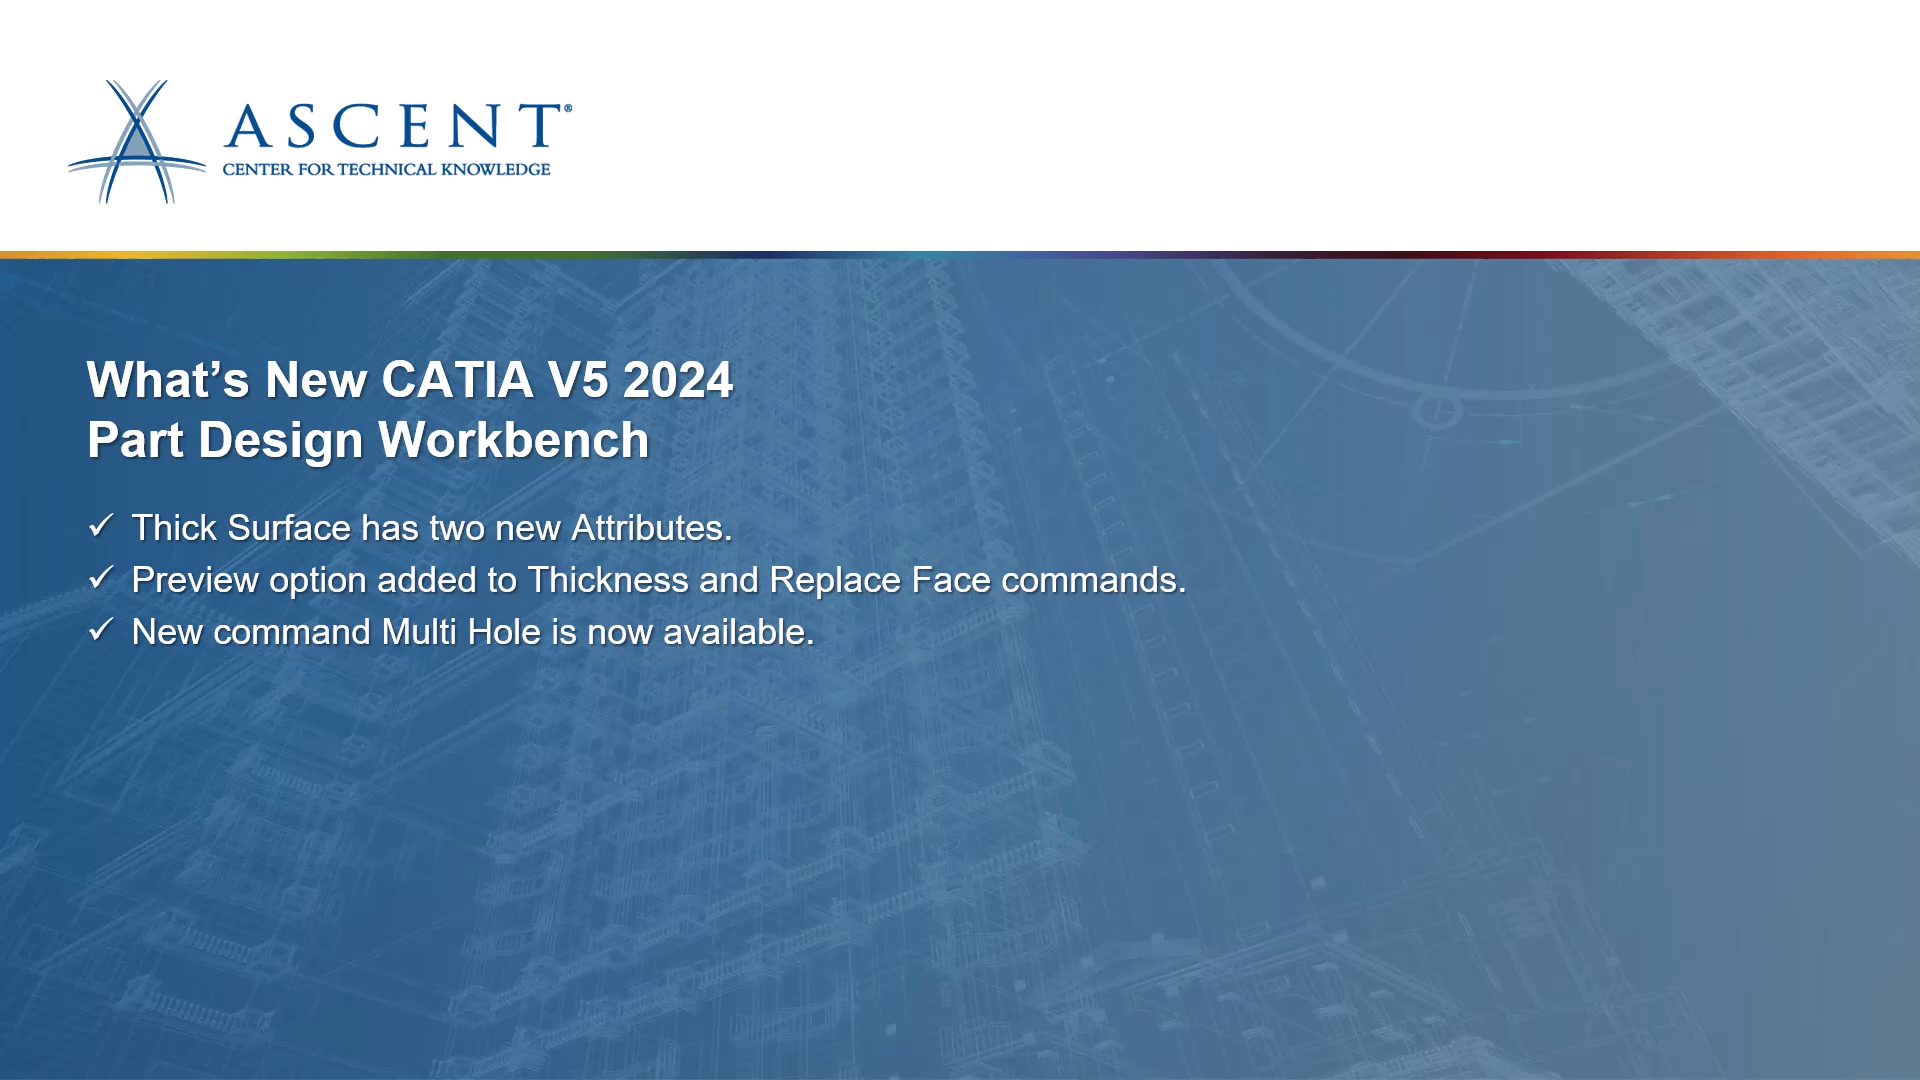 ASCENT®
CENTER FOR TECHNICAL KNOWLEDGE
What’s New CATIA V5 2024
Part Design Workbench
✓ Thick Surface has two new Attributes.
✓ Preview option added to Thickness and Replace Face commands.
✓ New command Multi Hole is now available.